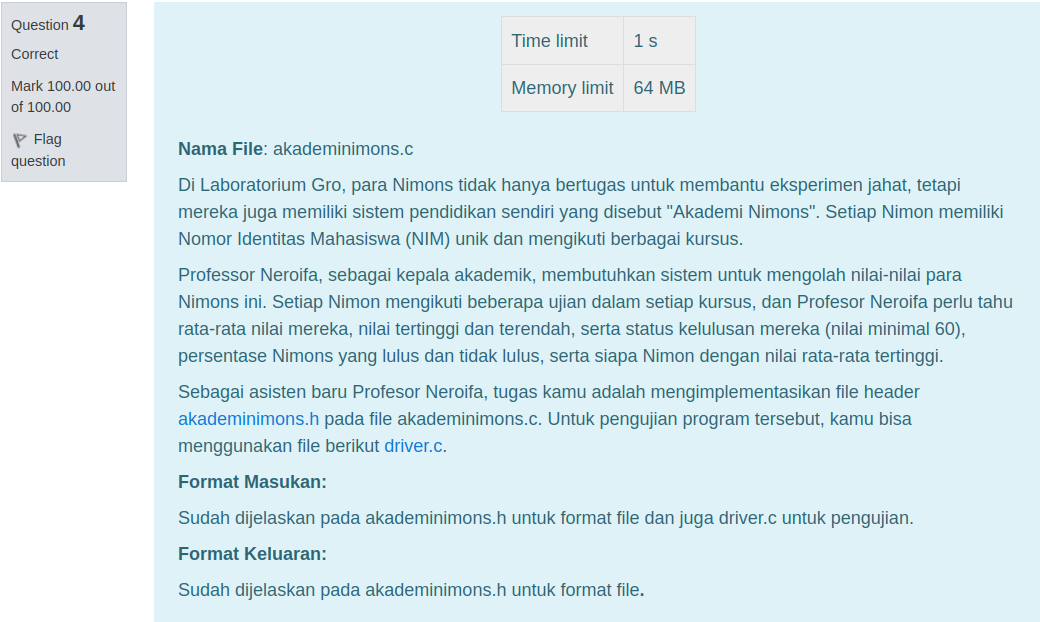 Question 4
Correct
Mark 100.00 out
of 100.00
Flag
question
Time limit 1 s
Memory limit 64 MB
Nama File: akademinimons.c
Di Laboratorium Gro, para Nimons tidak hanya bertugas untuk membantu eksperimen jahat, tetapi
mereka juga memiliki sistem pendidikan sendiri yang disebut "Akademi Nimons". Setiap Nimon memiliki
Nomor Identitas Mahasiswa (NIM) unik dan mengikuti berbagai kursus.
Professor Neroifa, sebagai kepala akademik, membutuhkan sistem untuk mengolah nilai-nilai para
Nimons ini. Setiap Nimon mengikuti beberapa ujian dalam setiap kursus, dan Profesor Neroifa perlu tahu
rata-rata nilai mereka, nilai tertinggi dan terendah, serta status kelulusan mereka (nilai minimal 60),
persentase Nimons yang lulus dan tidak lulus, serta siapa Nimon dengan nilai rata-rata tertinggi.
Sebagai asisten baru Profesor Neroifa, tugas kamu adalah mengimplementasikan file header
akademinimons.h pada file akademinimons.c. Untuk pengujian program tersebut, kamu bisa
menggunakan file berikut driver.c.
Format Masukan:
Sudah dijelaskan pada akademinimons.h untuk format file dan juga driver.c untuk pengujian.
Format Keluaran:
Sudah dijelaskan pada akademinimons.h untuk format file.